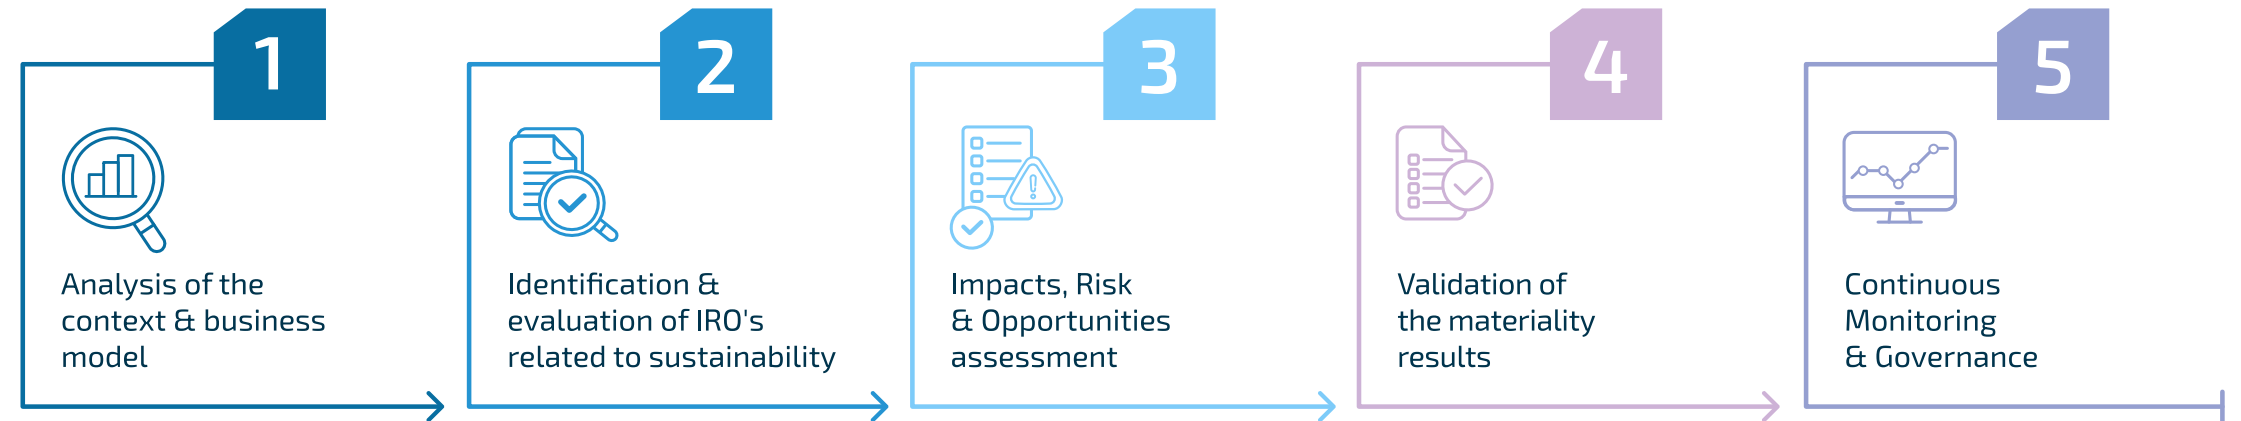 1
Analysis of the
context & business
model
2
Identification &
evaluation of IRO's
related to sustainability
3
Impacts, Risk
& Opportunities
assessment
4
Validation of
the materiality
results
5
Continuous
Monitoring
& Governance